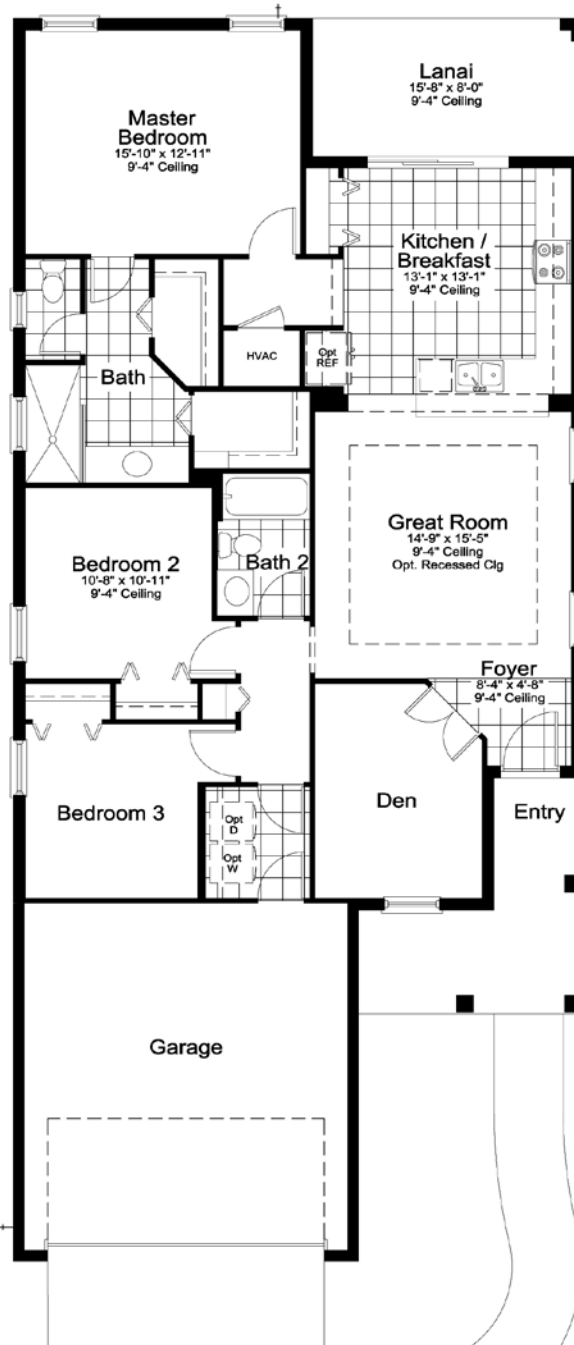 Lanai
15'-8" x 8'-0"
9'-4" Ceiling
Master
Bedroom
15'-10" x 12'-11"
9'-4" Ceiling
Kitchen /
Breakfast
13'-1" x 13'-1"
9'-4" Ceiling
HVAC
Opt
REF
Bath
Great Room
14'-9" x 15'-5"
9'-4" Ceiling
Opt. Recessed Clg
Bedroom 2
10'-8" x 10'-11"
9'-4" Ceiling
Bath 2
Foyer
8'-4" x 4'-8"
9'-4" Ceiling
Bedroom 3
Opt
D
Opt
W
Den
Entry
Garage